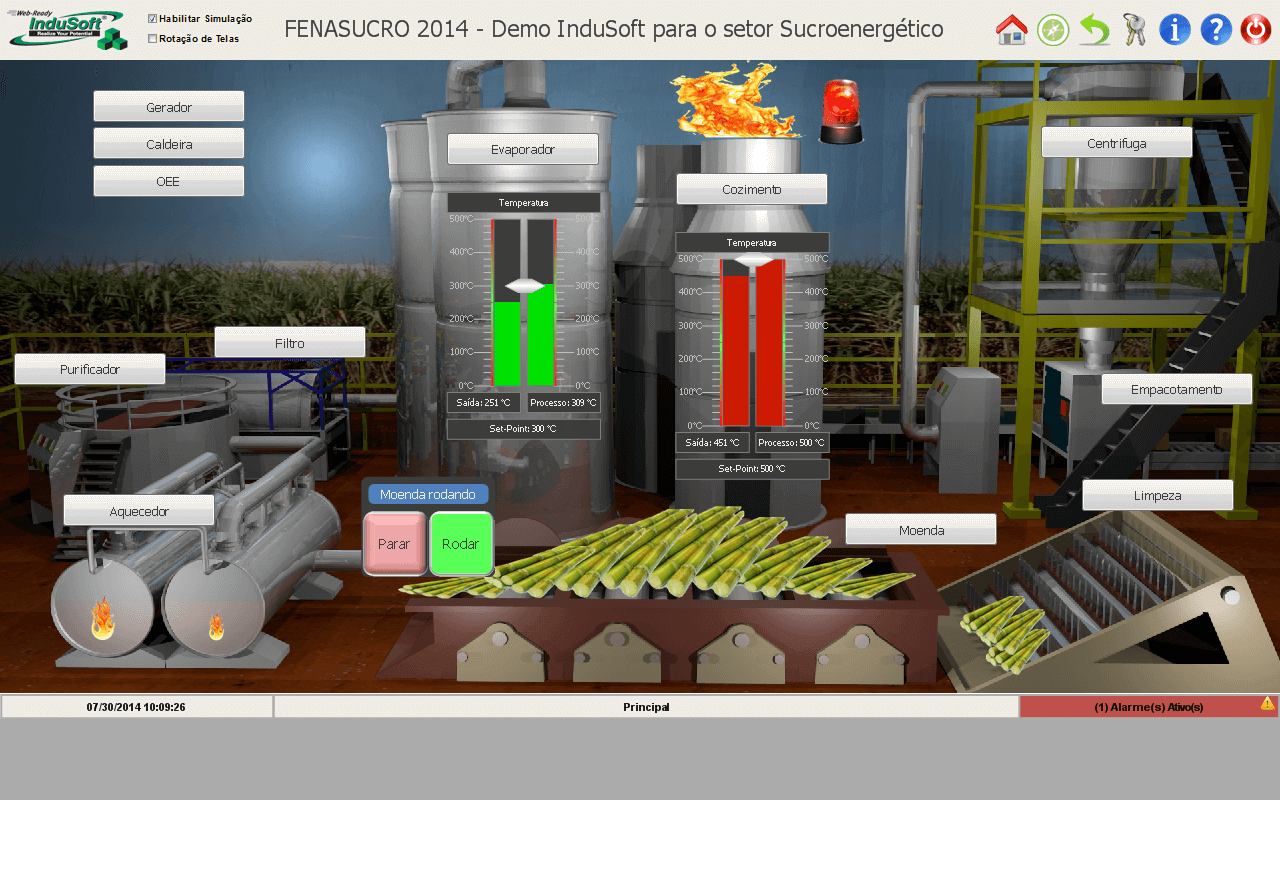 Web-Ready
InduSoft
Realize Your Potential
Habilitar Simulação
Rotação de Telas
FENASUCRO 2014 - Demo InduSoft para o setor Sucroenergético
Gerador
Caldeira
OEE
Evaporador
Temperatura
500°C 500°C
400°C 400°C
300°C 300°C
200°C 200°C
100°C 100°C
0°C 0°C
Saída: 251 °C Processo: 309 °C
Set-Point: 300 °C
Cozimento
Temperatura
500°C 500°C
400°C 400°C
300°C 300°C
200°C 200°C
100°C 100°C
0°C 0°C
Saída: 451 °C Processo: 500 °C
Set-Point: 500 °C
Centrifuga
Filtro
Purificador
Empacotamento
Aquecedor
Moenda rodando
Parar Rodar
Moenda
Limpeza
07/30/2014 10:09:26 Principal (1) Alarme(s) Ativo(s)